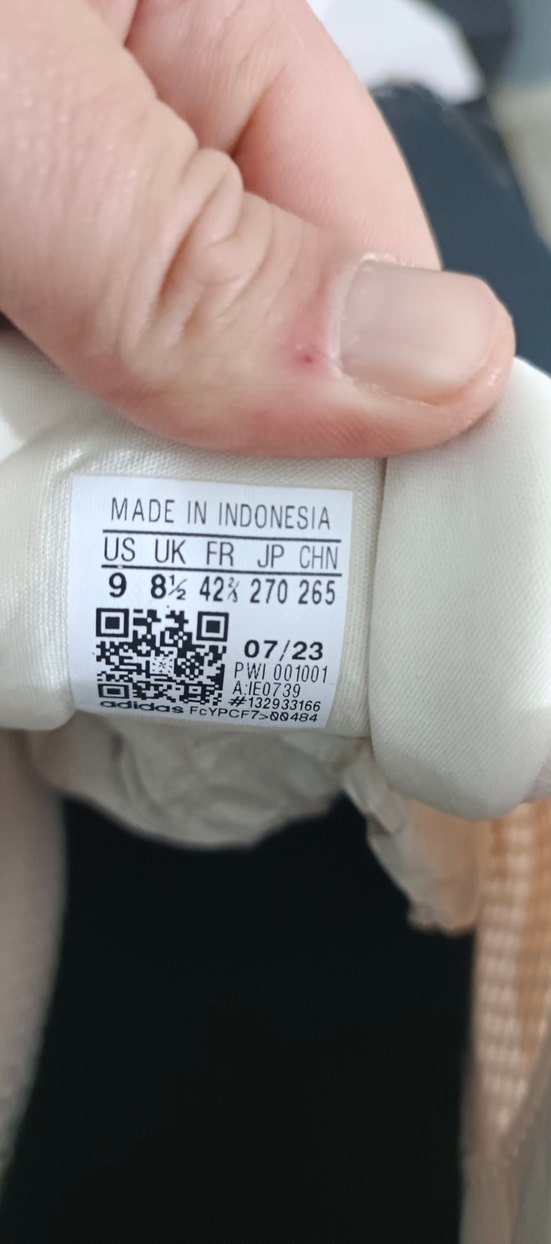 MADE IN INDONESIA
US UK FR JP CHN
9 8½ 42⅔ 270 265
07/23
PWI 001001
A:IE0739
#132933166
adidas FcYPCF7>00484